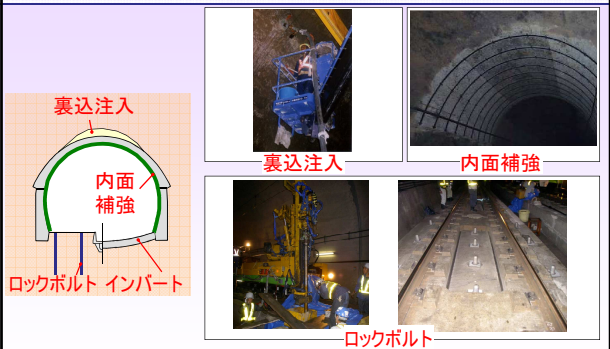 裏込注入
内面
補強
ロックボルト インバート
裏込注入
内面補強
ロックボルト